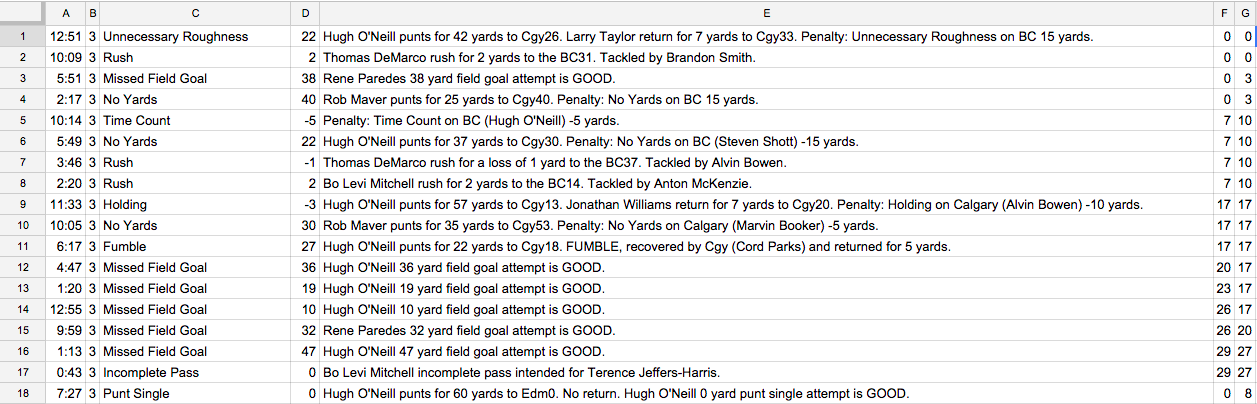 A B C D E F G
1 12:51 3 Unnecessary Roughness 22 Hugh O'Neill punts for 42 yards to Cgy26. Larry Taylor return for 7 yards to Cgy33. Penalty: Unnecessary Roughness on BC 15 yards. 0 0
2 10:09 3 Rush 2 Thomas DeMarco rush for 2 yards to the BC31. Tackled by Brandon Smith. 0 0
3 5:51 3 Missed Field Goal 38 Rene Paredes 38 yard field goal attempt is GOOD. 0 3
4 2:17 3 No Yards 40 Rob Maver punts for 25 yards to Cgy40. Penalty: No Yards on BC 15 yards. 0 3
5 10:14 3 Time Count -5 Penalty: Time Count on BC (Hugh O'Neill) -5 yards. 7 10
6 5:49 3 No Yards 22 Hugh O'Neill punts for 37 yards to Cgy30. Penalty: No Yards on BC (Steven Shott) -15 yards. 7 10
7 3:46 3 Rush -1 Thomas DeMarco rush for a loss of 1 yard to the BC37. Tackled by Alvin Bowen. 7 10
8 2:20 3 Rush 2 Bo Levi Mitchell rush for 2 yards to the BC14. Tackled by Anton McKenzie. 7 10
9 11:33 3 Holding -3 Hugh O'Neill punts for 57 yards to Cgy13. Jonathan Williams return for 7 yards to Cgy20. Penalty: Holding on Calgary (Alvin Bowen) -10 yards. 17 17
10 10:05 3 No Yards 30 Rob Maver punts for 35 yards to Cgy53. Penalty: No Yards on Calgary (Marvin Booker) -5 yards. 17 17
11 6:17 3 Fumble 27 Hugh O'Neill punts for 22 yards to Cgy18. FUMBLE, recovered by Cgy (Cord Parks) and returned for 5 yards. 17 17
12 4:47 3 Missed Field Goal 36 Hugh O'Neill 36 yard field goal attempt is GOOD. 20 17
13 1:20 3 Missed Field Goal 19 Hugh O'Neill 19 yard field goal attempt is GOOD. 23 17
14 12:55 3 Missed Field Goal 10 Hugh O'Neill 10 yard field goal attempt is GOOD. 26 17
15 9:59 3 Missed Field Goal 32 Rene Paredes 32 yard field goal attempt is GOOD. 26 20
16 1:13 3 Missed Field Goal 47 Hugh O'Neill 47 yard field goal attempt is GOOD. 29 27
17 0:43 3 Incomplete Pass 0 Bo Levi Mitchell incomplete pass intended for Terence Jeffers-Harris. 29 27
18 7:27 3 Punt Single 0 Hugh O'Neill punts for 60 yards to Edm0. No return. Hugh O'Neill 0 yard punt single attempt is GOOD. 0 8